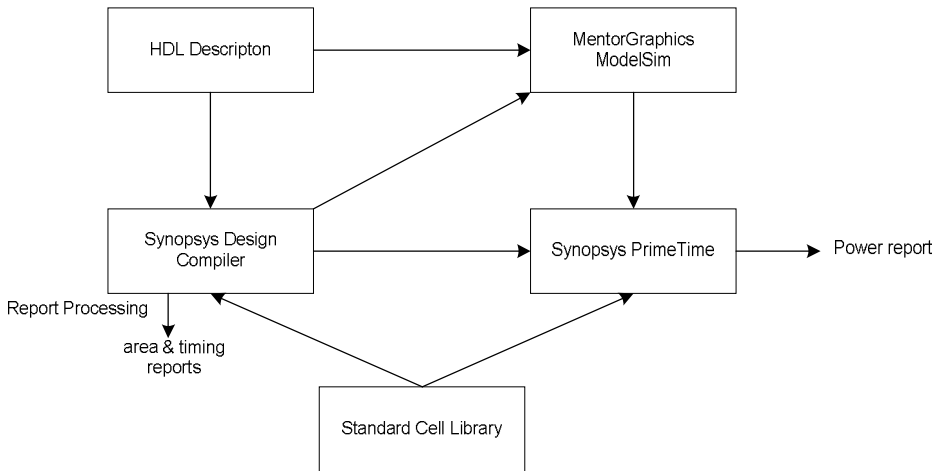 HDL Descripton
MentorGraphics
ModelSim
Synopsys Design
Compiler
Synopsys PrimeTime
Power report
Report Processing
area & timing
reports
Standard Cell Library